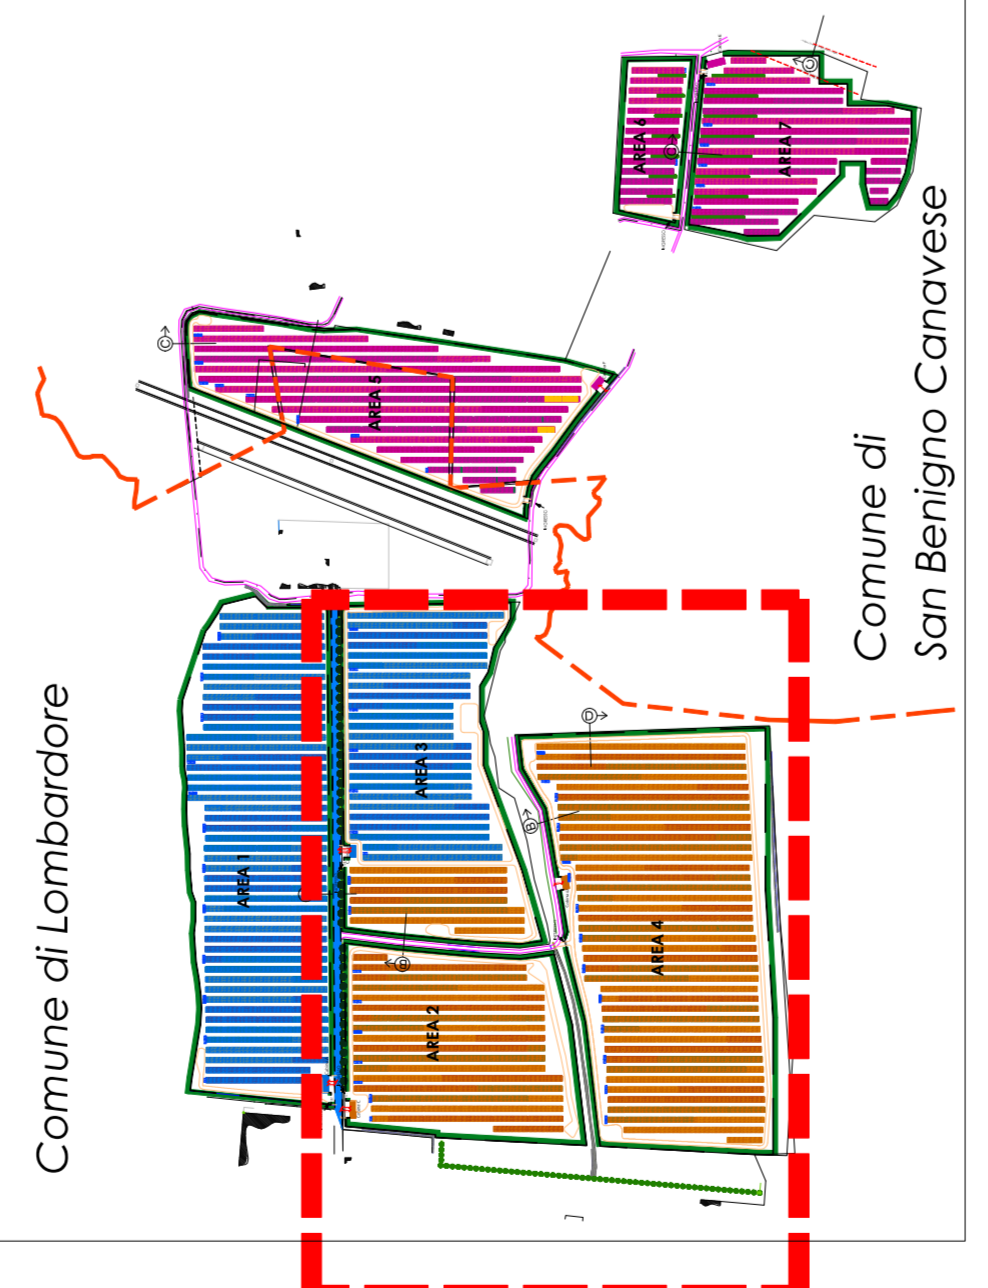 Comune di Lombardore
AREA 1
AREA 3
AREA 2
AREA 4
AREA 5
AREA 6
AREA 7
C
C
D
B
B
D
Comune di
San Benigno Canavese